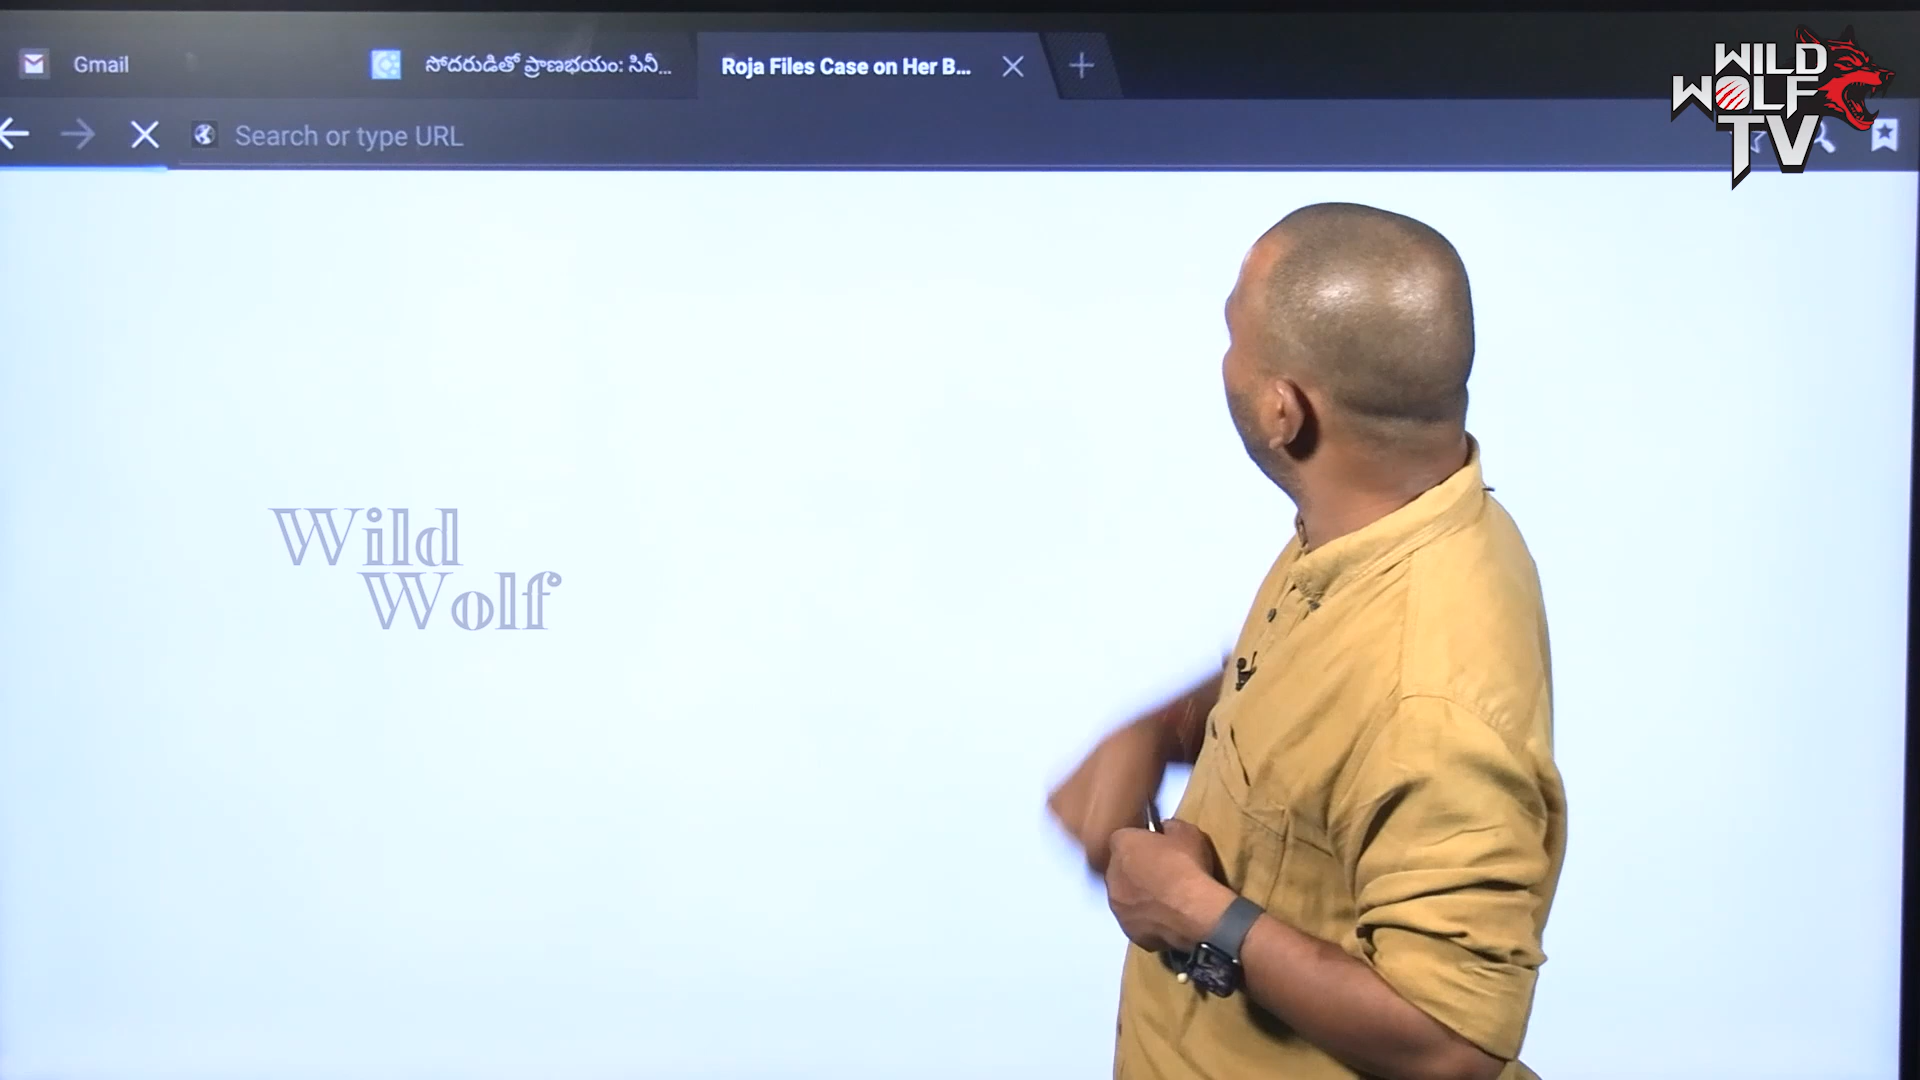 Gmail
సోదరుడితో ప్రాణభయం: సినీ...
Roja Files Case on Her B...
Search or type URL
WILD
WOLF
TV
Wild
Wolf